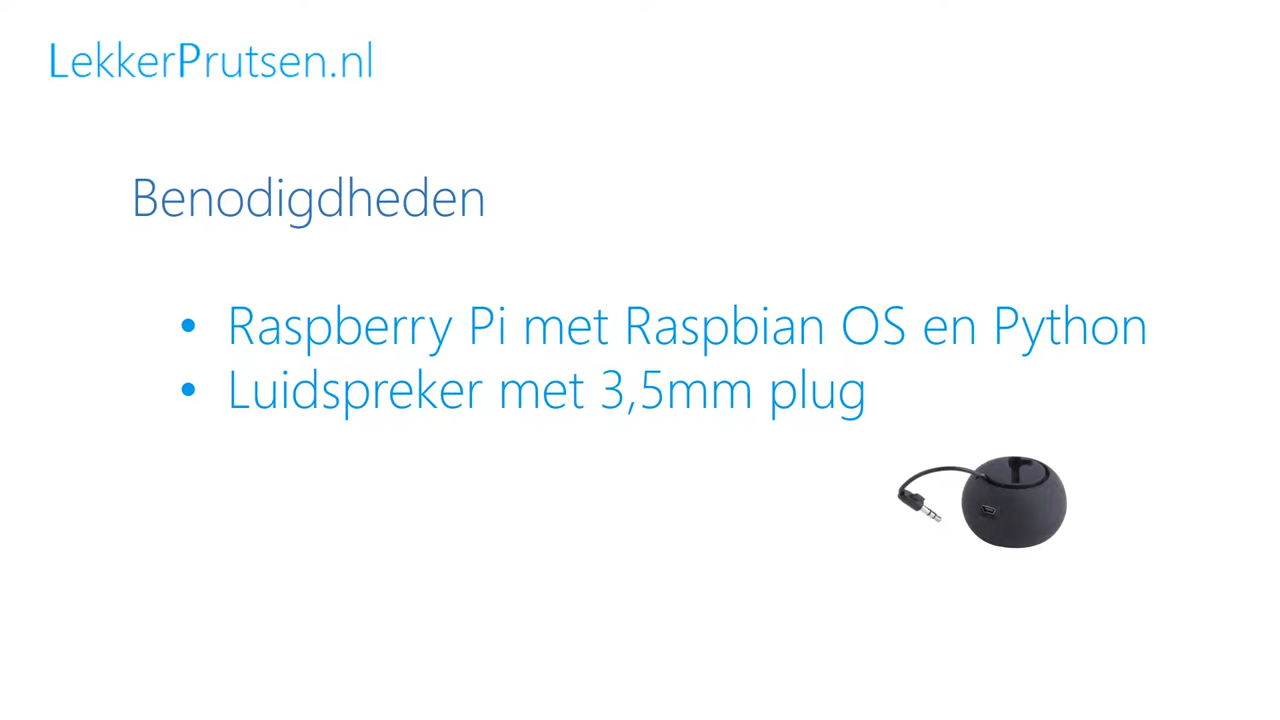 LekkerPrutsen.nl
Benodigdheden
• Raspberry Pi met Raspbian OS en Python
• Luidspreker met 3,5mm plug